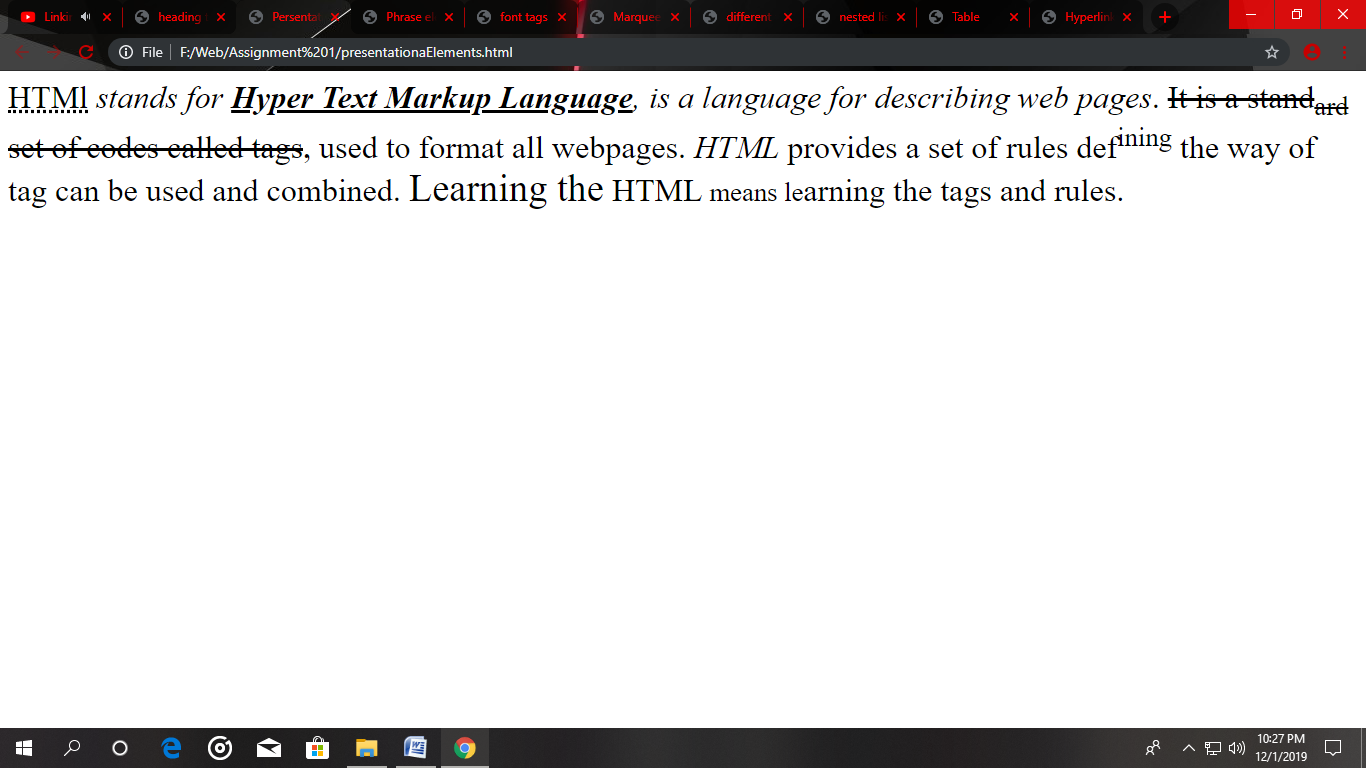 Linki
heading
Persentat
Phrase el
font tags
Marquee
different
nested lis
Table
Hyperlink
File
F:/Web/Assignment%201/presentationaElements.html
HTMl stands for Hyper Text Markup Language, is a language for describing web pages. It is a standard
set of codes called tags, used to format all webpages. HTML provides a set of rules defining the way of
tag can be used and combined. Learning the HTML means learning the tags and rules.
10:27 PM
12/1/2019